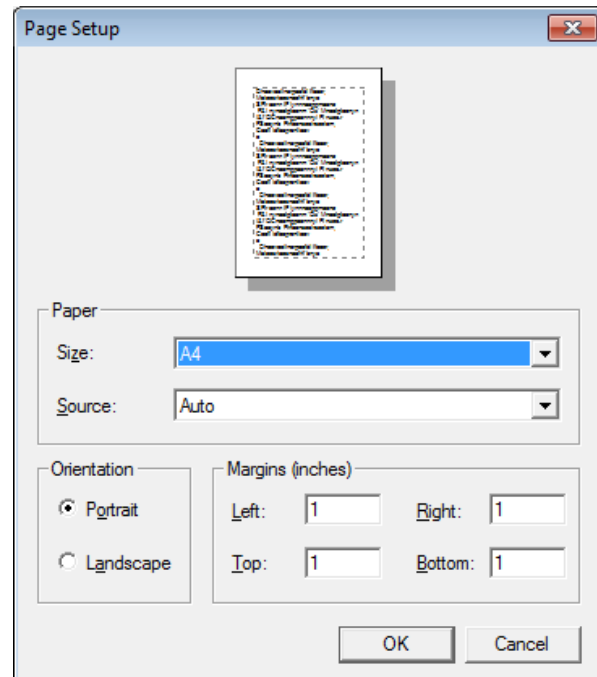 Page Setup
Paper
Size: A4
Source: Auto
Orientation
Portrait
Landscape
Margins (inches)
Left: 1 Right: 1
Top: 1 Bottom: 1
OK Cancel